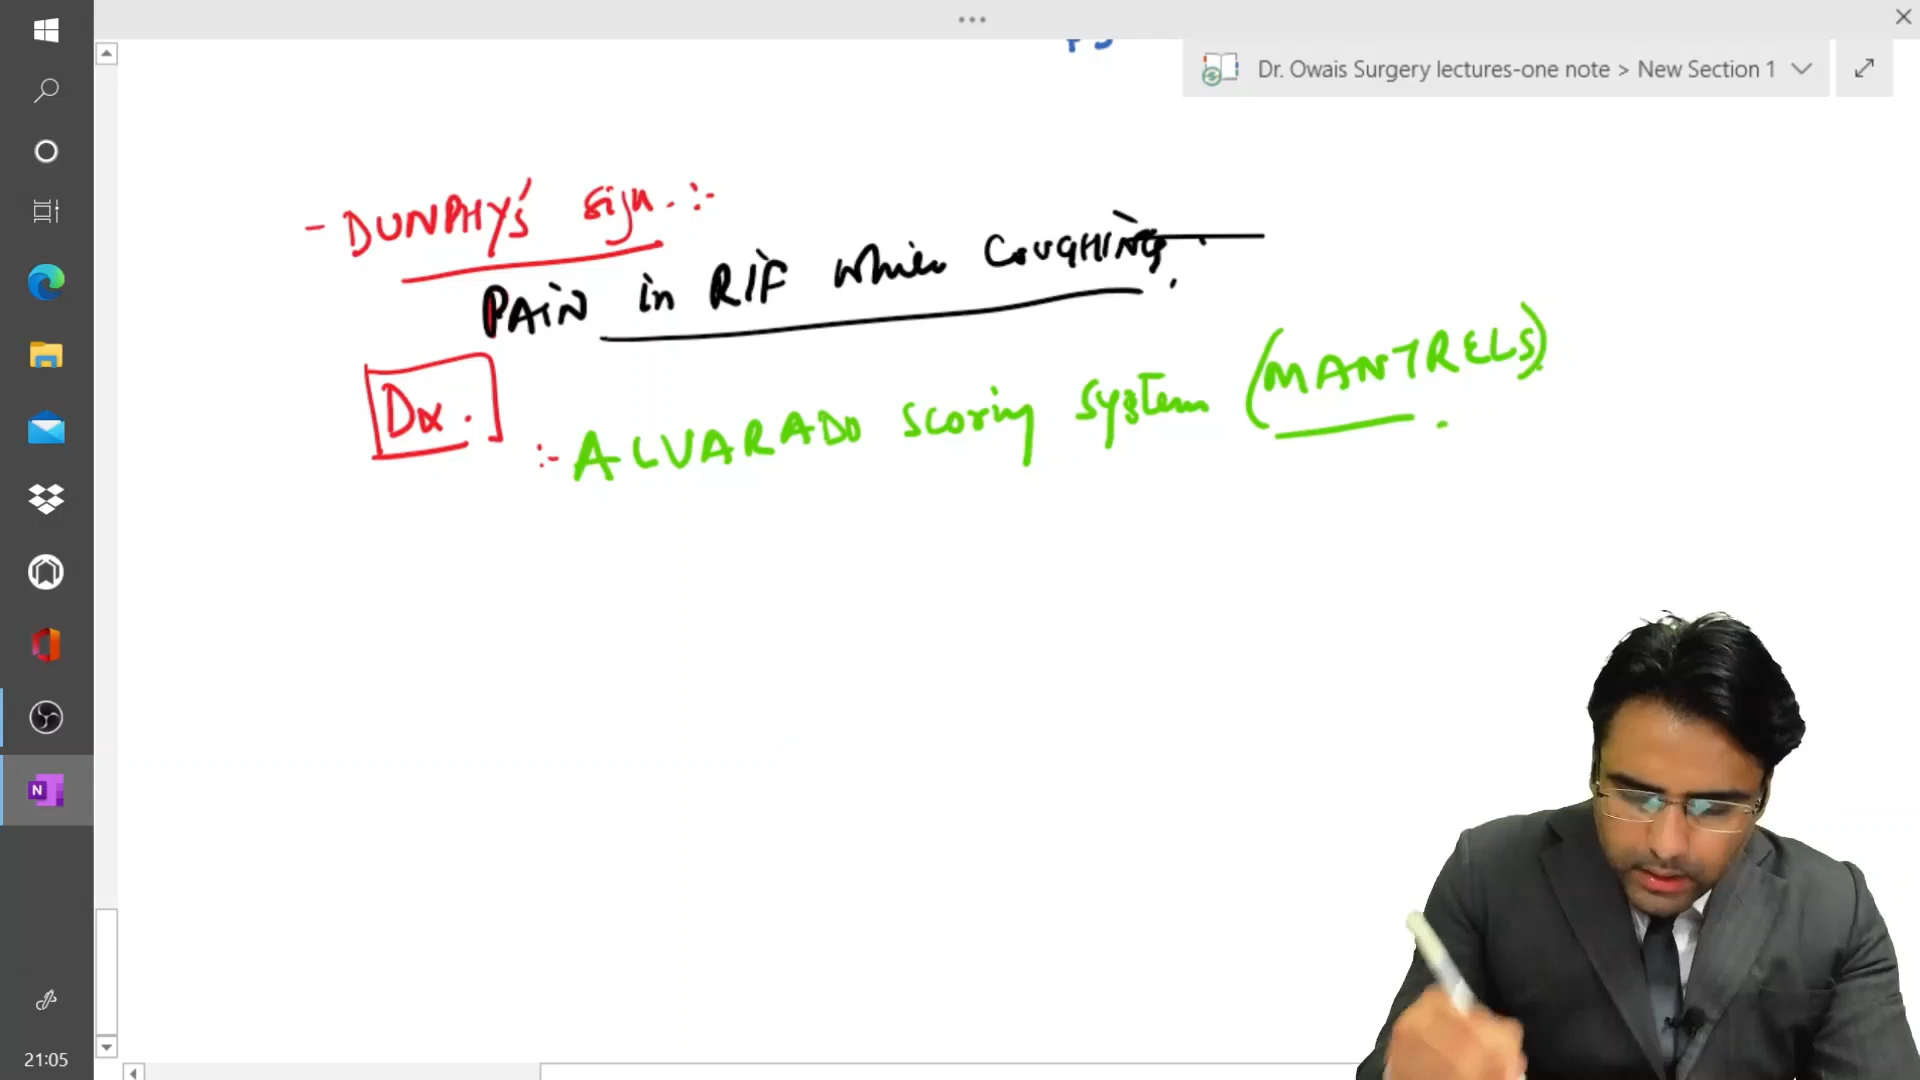 Dr. Owais Surgery lectures-one note > New Section 1
- DUNPHY's sign :-
PAIN in RIF while COUGHING.
Dx.
:- ALVARADO scoring system (MANTRELS)
N
21:05